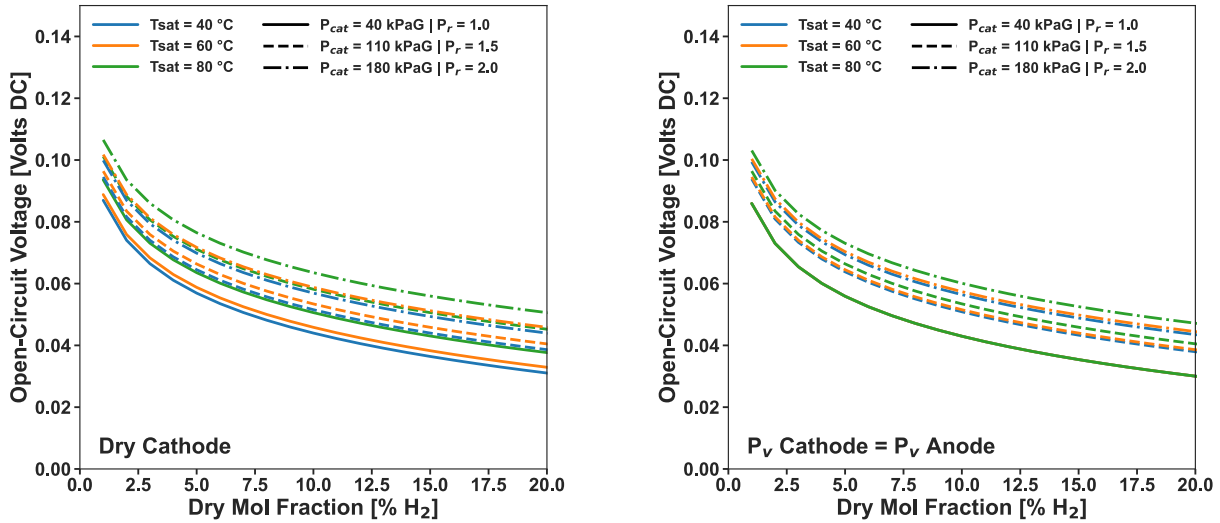 Open-Circuit Voltage [Volts DC]
0.14
0.12
0.10
0.08
0.06
0.04
0.02
0.00
Tsat = 40 °C
Tsat = 60 °C
Tsat = 80 °C
P_cat = 40 kPaG | P_r = 1.0
P_cat = 110 kPaG | P_r = 1.5
P_cat = 180 kPaG | P_r = 2.0
Dry Cathode
0.0 2.5 5.0 7.5 10.0 12.5 15.0 17.5 20.0
Dry Mol Fraction [% H₂]
Open-Circuit Voltage [Volts DC]
0.14
0.12
0.10
0.08
0.06
0.04
0.02
0.00
Tsat = 40 °C
Tsat = 60 °C
Tsat = 80 °C
P_cat = 40 kPaG | P_r = 1.0
P_cat = 110 kPaG | P_r = 1.5
P_cat = 180 kPaG | P_r = 2.0
P_v Cathode = P_v Anode
0.0 2.5 5.0 7.5 10.0 12.5 15.0 17.5 20.0
Dry Mol Fraction [% H₂]